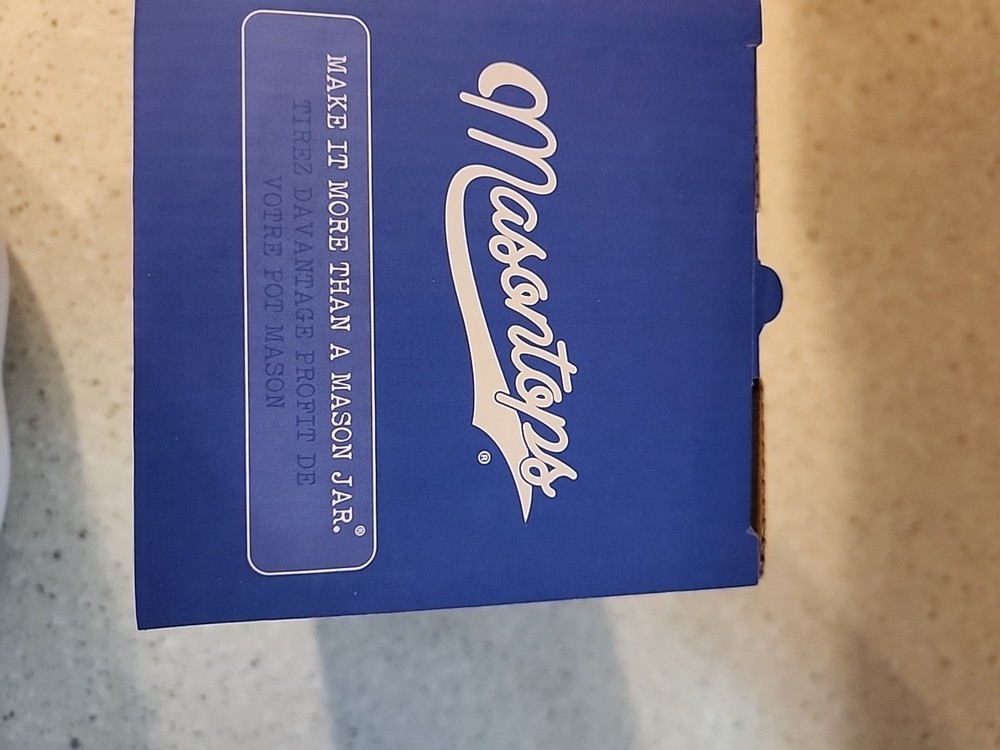 Masontops®
MAKE IT MORE THAN A MASON JAR.®
TIREZ DAVANTAGE PROFIT DE
VOTRE POT MASON